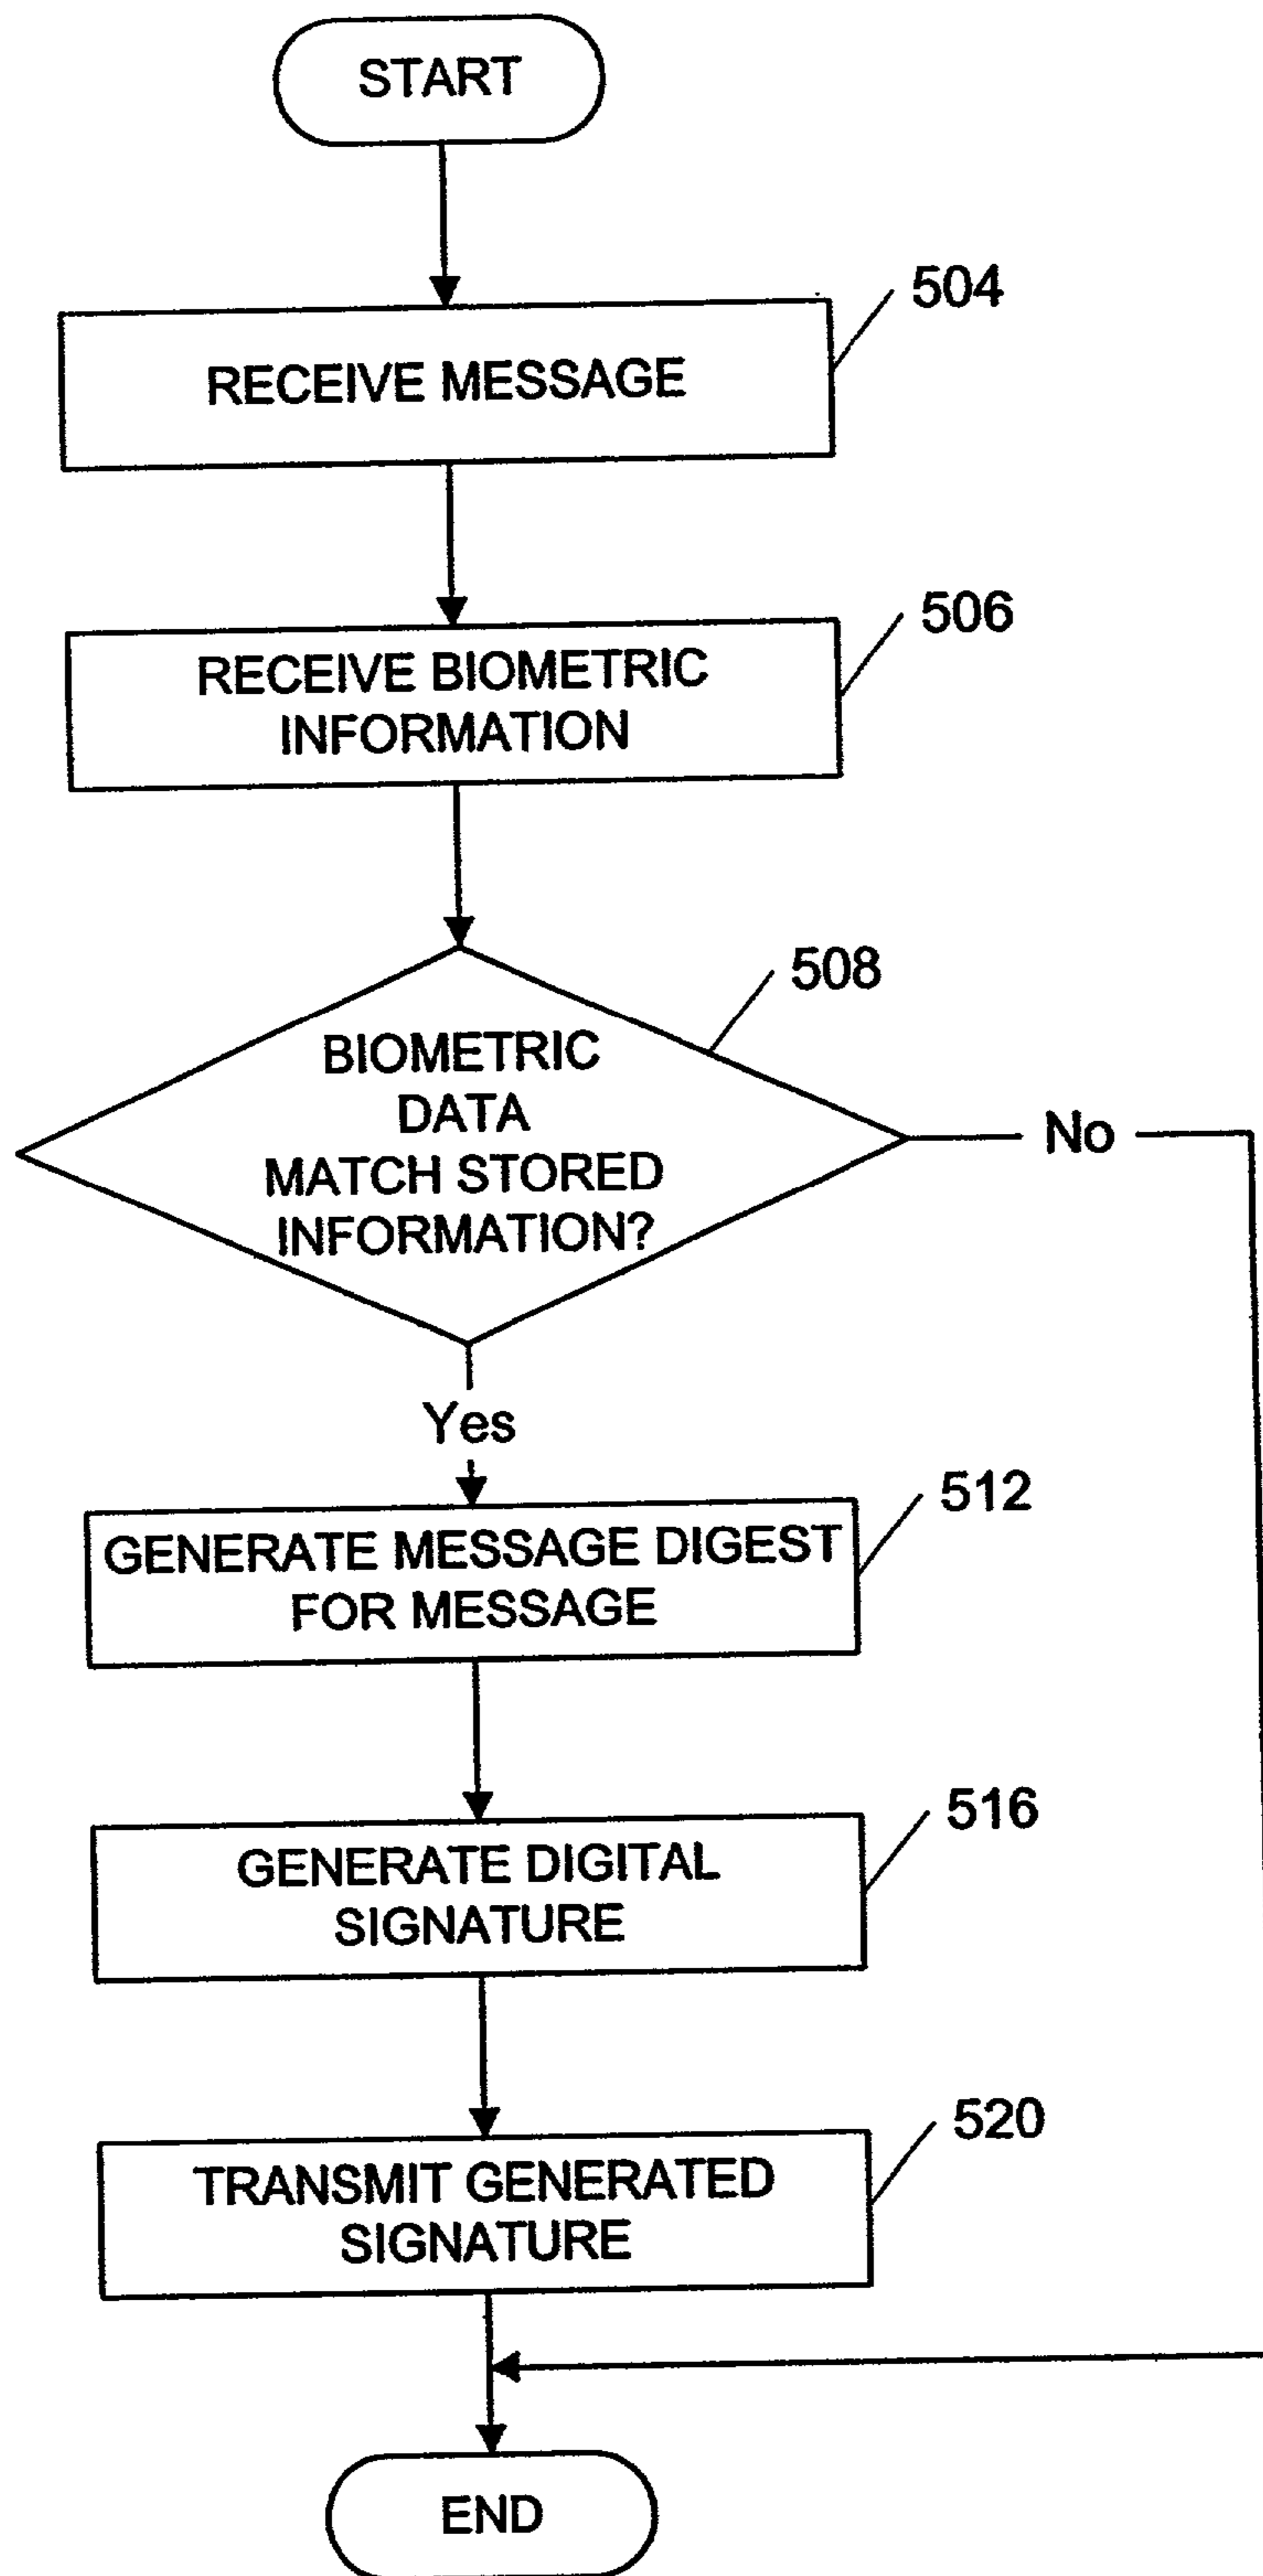 START
504
RECEIVE MESSAGE
506
RECEIVE BIOMETRIC
INFORMATION
508
BIOMETRIC
DATA
MATCH STORED
INFORMATION?
No
Yes
512
GENERATE MESSAGE DIGEST
FOR MESSAGE
516
GENERATE DIGITAL
SIGNATURE
520
TRANSMIT GENERATED
SIGNATURE
END